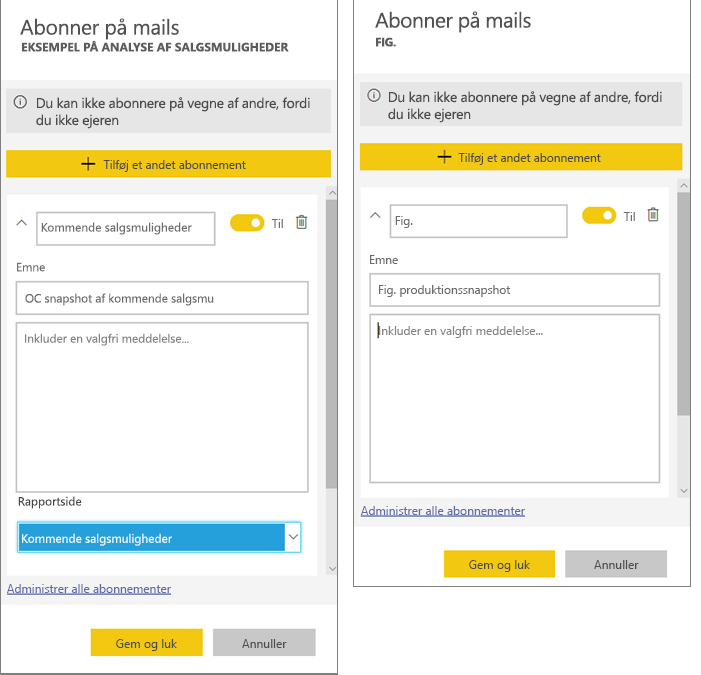 Abonner på mails
EKSEMPEL PÅ ANALYSE AF SALGSMULIGHEDER
Du kan ikke abonnere på vegne af andre, fordi
du ikke ejeren
Tilføj et andet abonnement
Kommende salgsmuligheder
Til
Emne
OC snapshot af kommende salgsmu
Inkluder en valgfri meddelelse...
Rapportside
Kommende salgsmuligheder
Administrer alle abonnementer
Gem og luk
Annuller
Abonner på mails
FIG.
Du kan ikke abonnere på vegne af andre, fordi
du ikke ejeren
Tilføj et andet abonnement
Fig.
Til
Emne
Fig. produktionssnapshot
Inkluder en valgfri meddelelse...
Administrer alle abonnementer
Gem og luk
Annuller